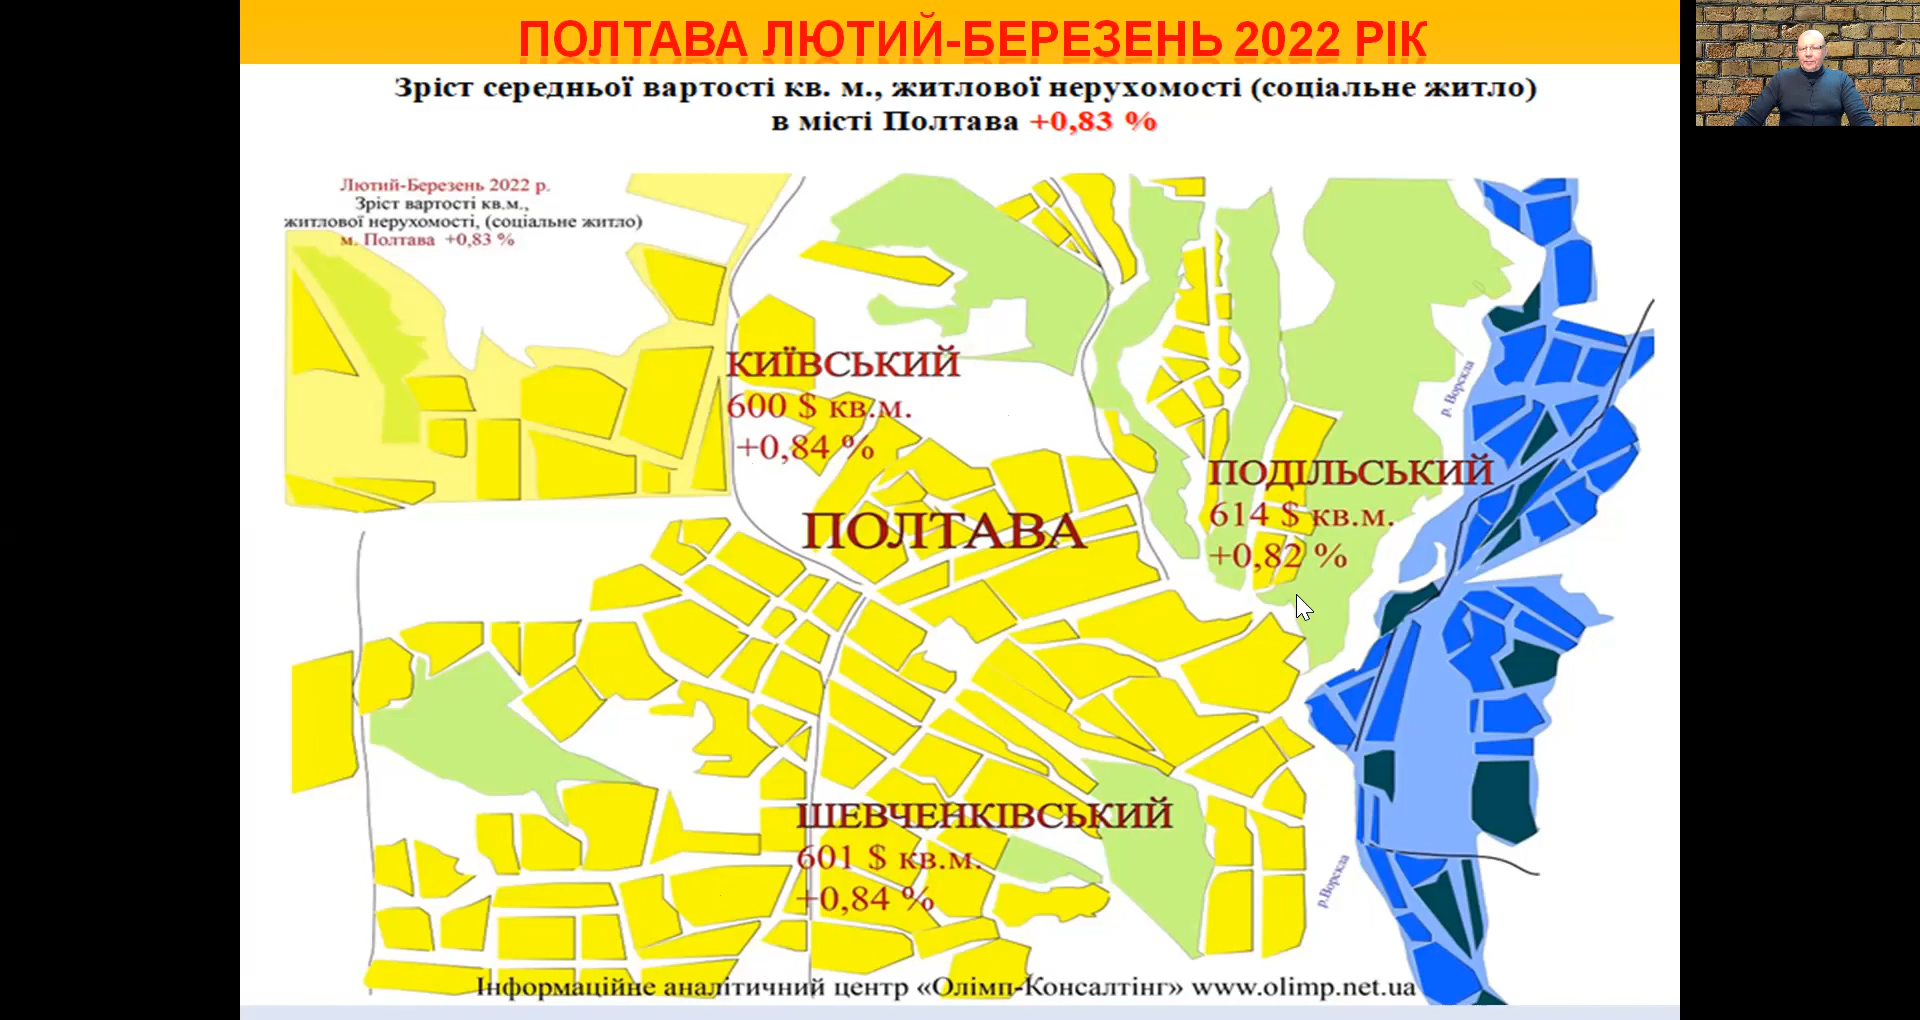 ПОЛТАВА ЛЮТИЙ-БЕРЕЗЕНЬ 2022 РІК
Зріст середньої вартості кв. м., житлової нерухомості (соціальне житло)
в місті Полтава +0,83 %
Лютий-Березень 2022 р.
Зріст вартості кв.м.,
житлової нерухомості, (соціальне житло)
м. Полтава +0,83 %
КИЇВСЬКИЙ
600 $ кв.м.
+0,84 %
р. Ворскла
ПОДІЛЬСЬКИЙ
614 $ кв.м.
+0,82 %
ПОЛТАВА
ШЕВЧЕНКІВСЬКИЙ
601 $ кв.м.
+0,84 %
р.Ворскла
Інформаційне аналітичний центр «Олімп-Консалтінг» www.olimp.net.ua